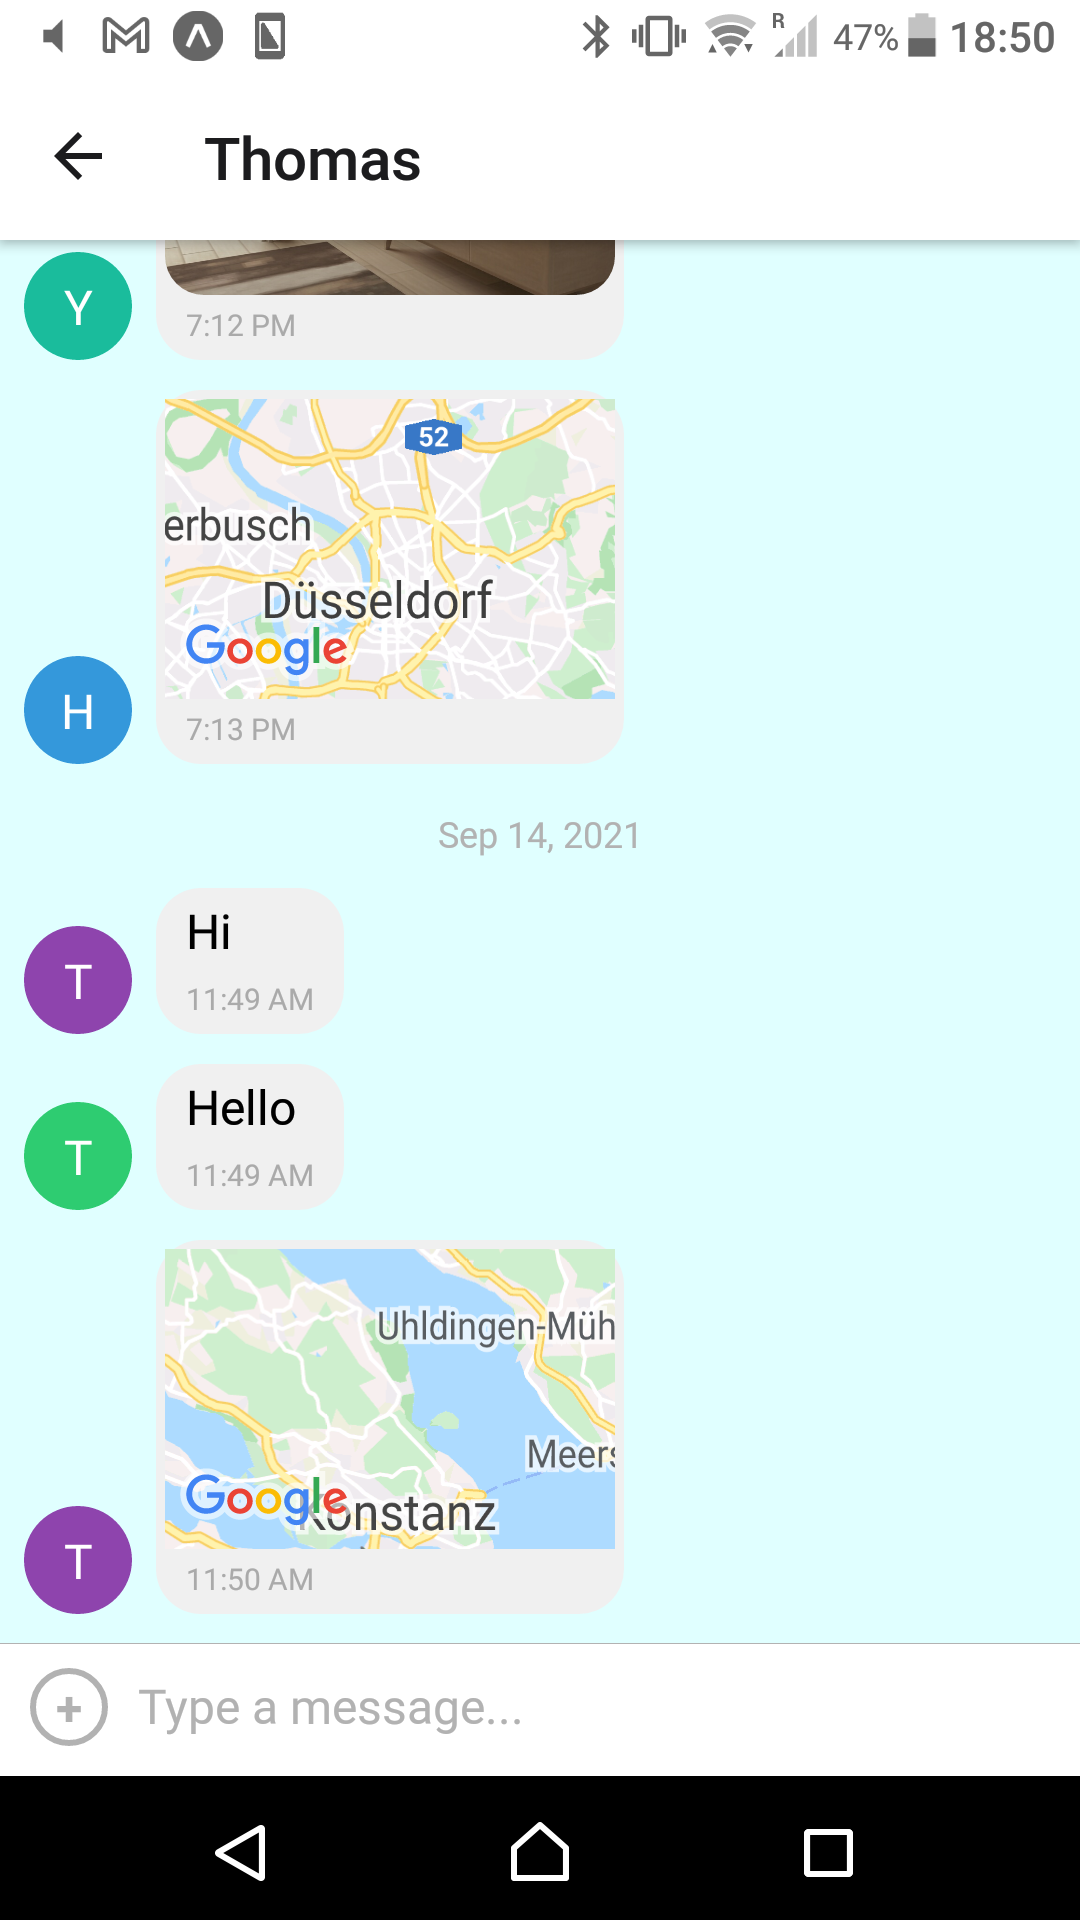 R 47% 18:50
Thomas
Y
7:12 PM
52
erbusch
Düsseldorf
Google
H
7:13 PM
Sep 14, 2021
Hi
T
11:49 AM
Hello
T
11:49 AM
Uhldingen-Müh
Meers
Google
Konstanz
T
11:50 AM
Type a message...